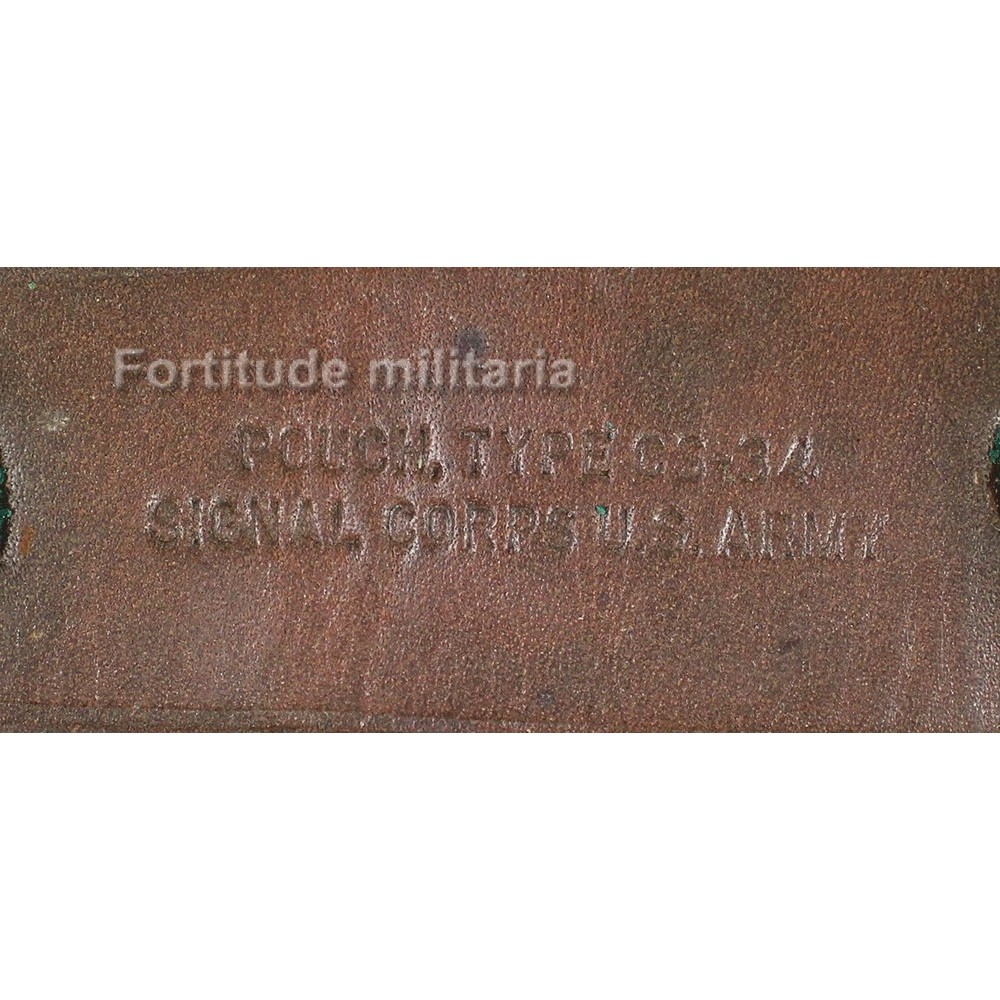 Fortitude militaria
POUCH, TYPE CS-34
SIGNAL CORPS U.S. ARMY